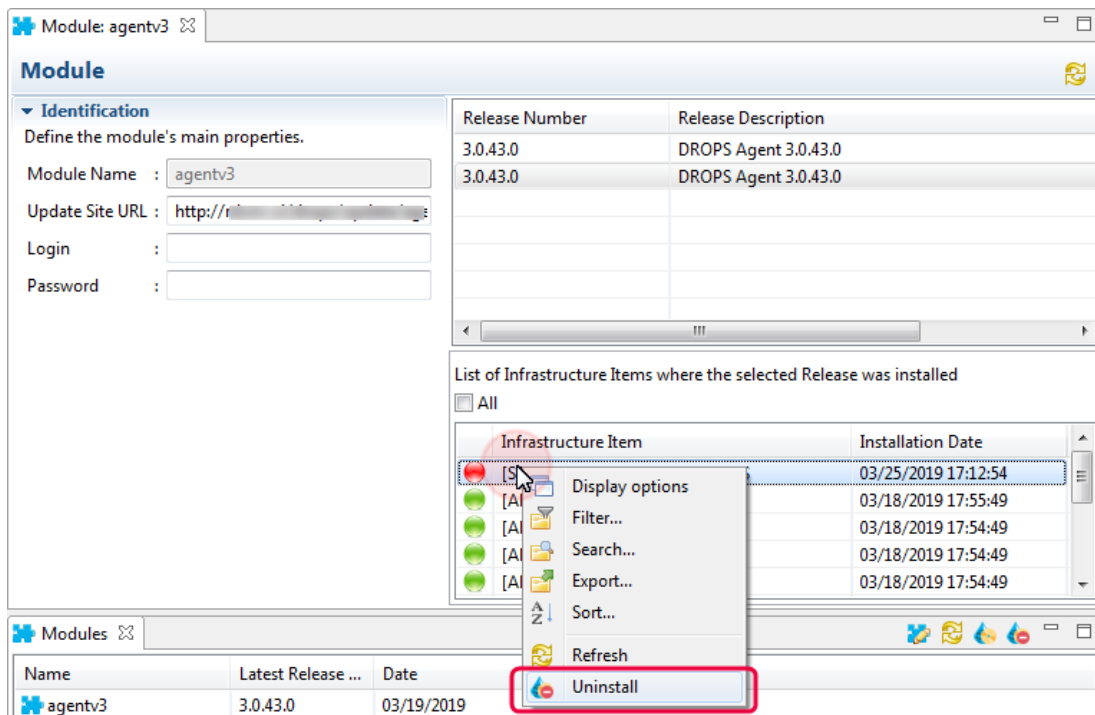 Module: agentv3
Module
Identification
Define the module's main properties.
Module Name : agentv3
Update Site URL : http://
Login :
Password :
Release Number Release Description
3.0.43.0 DROPS Agent 3.0.43.0
3.0.43.0 DROPS Agent 3.0.43.0
List of Infrastructure Items where the selected Release was installed
All
Infrastructure Item Installation Date
03/25/2019 17:12:54
03/18/2019 17:55:49
03/18/2019 17:54:49
03/18/2019 17:54:49
03/18/2019 17:54:49
Display options
Filter...
Search...
Export...
Sort...
Refresh
Uninstall
Modules
Name Latest Release ... Date
agentv3 3.0.43.0 03/19/2019